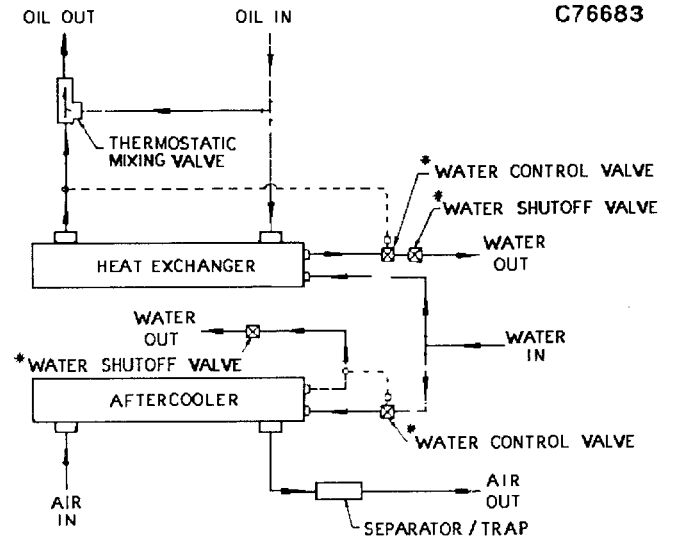 OIL OUT
OIL IN
C76683
THERMOSTATIC
MIXING VALVE
*WATER CONTROL VALVE
*WATER SHUTOFF VALVE
WATER
OUT
HEAT EXCHANGER
WATER
OUT
WATER
IN
*WATER SHUTOFF VALVE
AFTERCOOLER
*WATER CONTROL VALVE
AIR
IN
AIR
OUT
SEPARATOR/TRAP